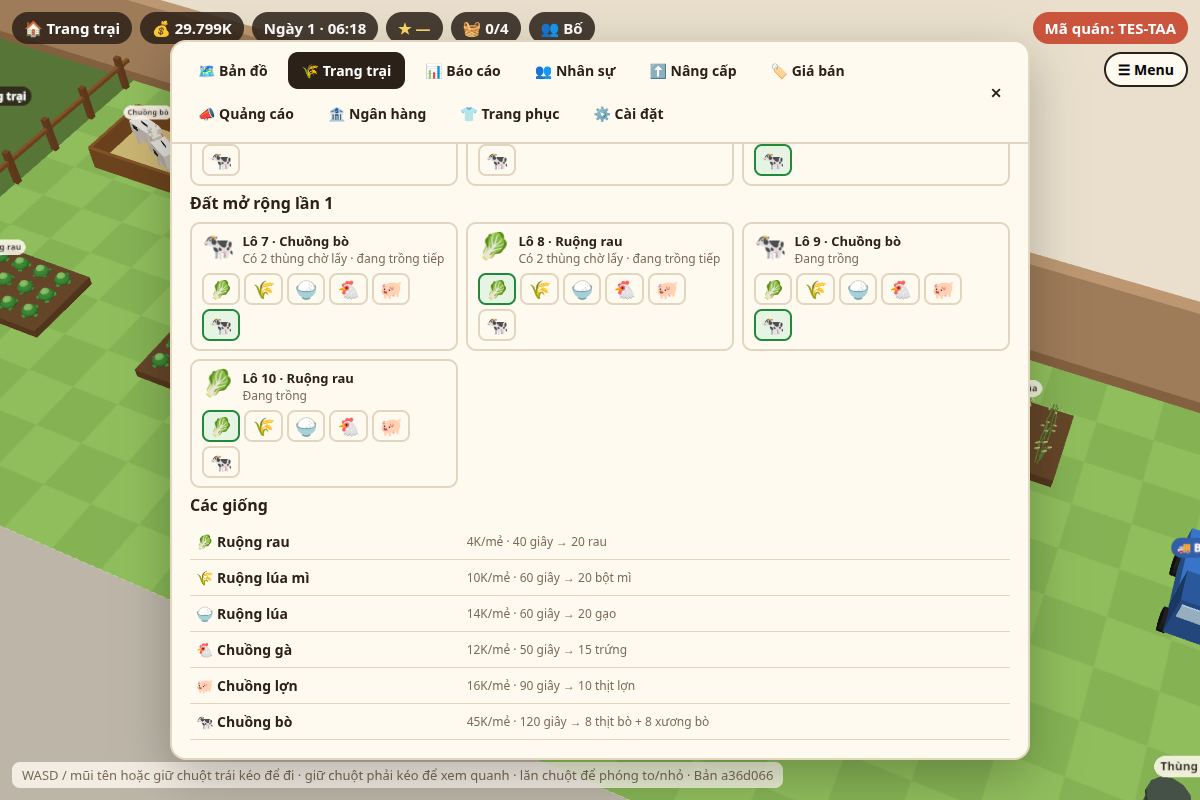 🏠 Trang trại
💰 29.799K
Ngày 1 · 06:18
★ —
🧺 0/4
👥 Bố
Mã quán: TES-TAA
☰ Menu
🗺️ Bản đồ
🌾 Trang trại
📊 Báo cáo
👥 Nhân sự
⬆️ Nâng cấp
🏷️ Giá bán
✕
📣 Quảng cáo
🏦 Ngân hàng
👕 Trang phục
⚙️ Cài đặt
Chuồng bò
Đất mở rộng lần 1
Lô 7 · Chuồng bò
Có 2 thùng chờ lấy · đang trồng tiếp
Lô 8 · Ruộng rau
Có 2 thùng chờ lấy · đang trồng tiếp
Lô 9 · Chuồng bò
Đang trồng
Lô 10 · Ruộng rau
Đang trồng
Các giống
🥬 Ruộng rau 4K/mẻ · 40 giây → 20 rau
🌾 Ruộng lúa mì 10K/mẻ · 60 giây → 20 bột mì
🍚 Ruộng lúa 14K/mẻ · 60 giây → 20 gạo
🐔 Chuồng gà 12K/mẻ · 50 giây → 15 trứng
🐖 Chuồng lợn 16K/mẻ · 90 giây → 10 thịt lợn
🐄 Chuồng bò 45K/mẻ · 120 giây → 8 thịt bò + 8 xương bò
Thùng
WASD / mũi tên hoặc giữ chuột trái kéo để đi · giữ chuột phải kéo để xem quanh · lăn chuột để phóng to/nhỏ · Bản a36d066